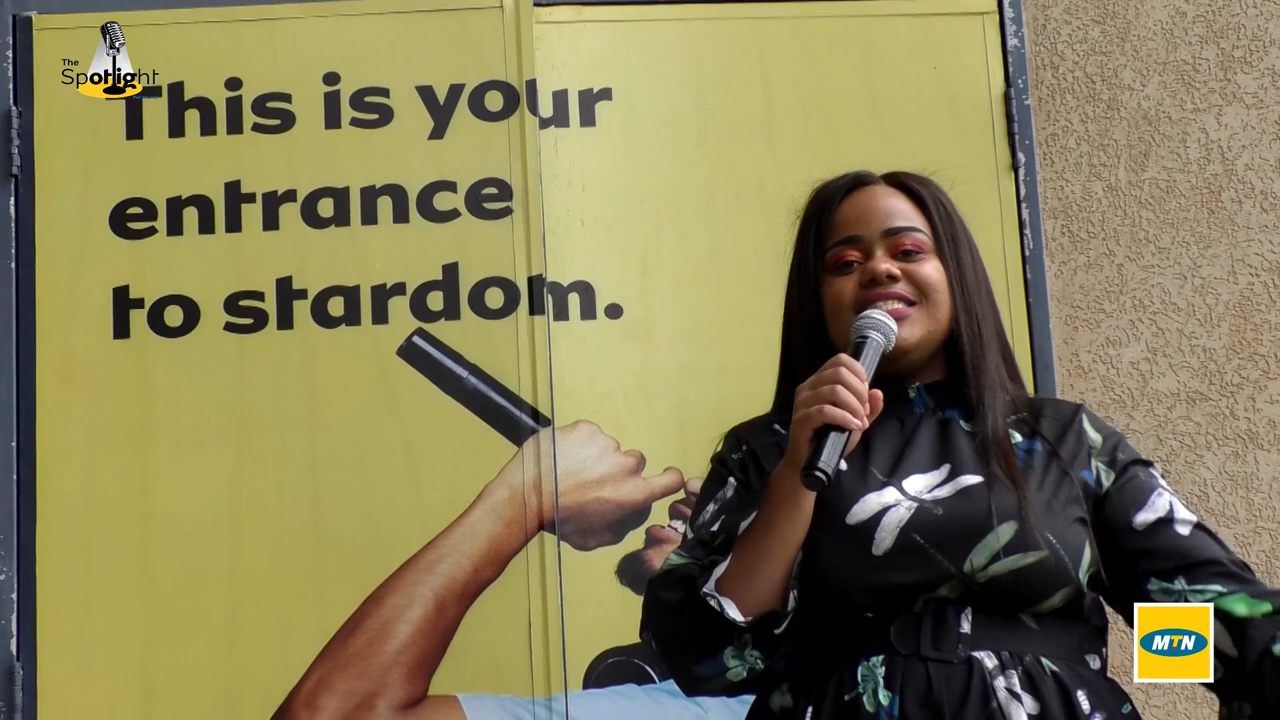 The
Spotlight
This is your
entrance
to stardom.
MTN